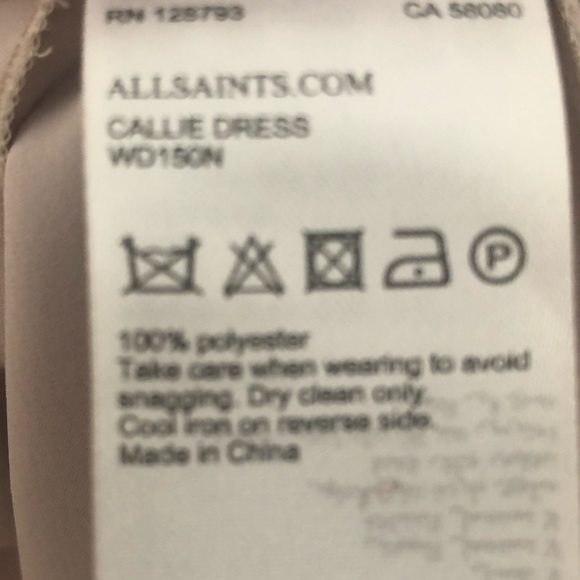 RN 128793 CA 58080
ALLSAINTS.COM
CALLIE DRESS
WD150N
P
100% polyester
Take care when wearing to avoid
snagging. Dry clean only.
Cool iron on reverse side.
Made in China